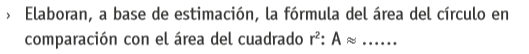 › Elaboran, a base de estimación, la fórmula del área del círculo en
comparación con el área del cuadrado r²: A ≈ ……